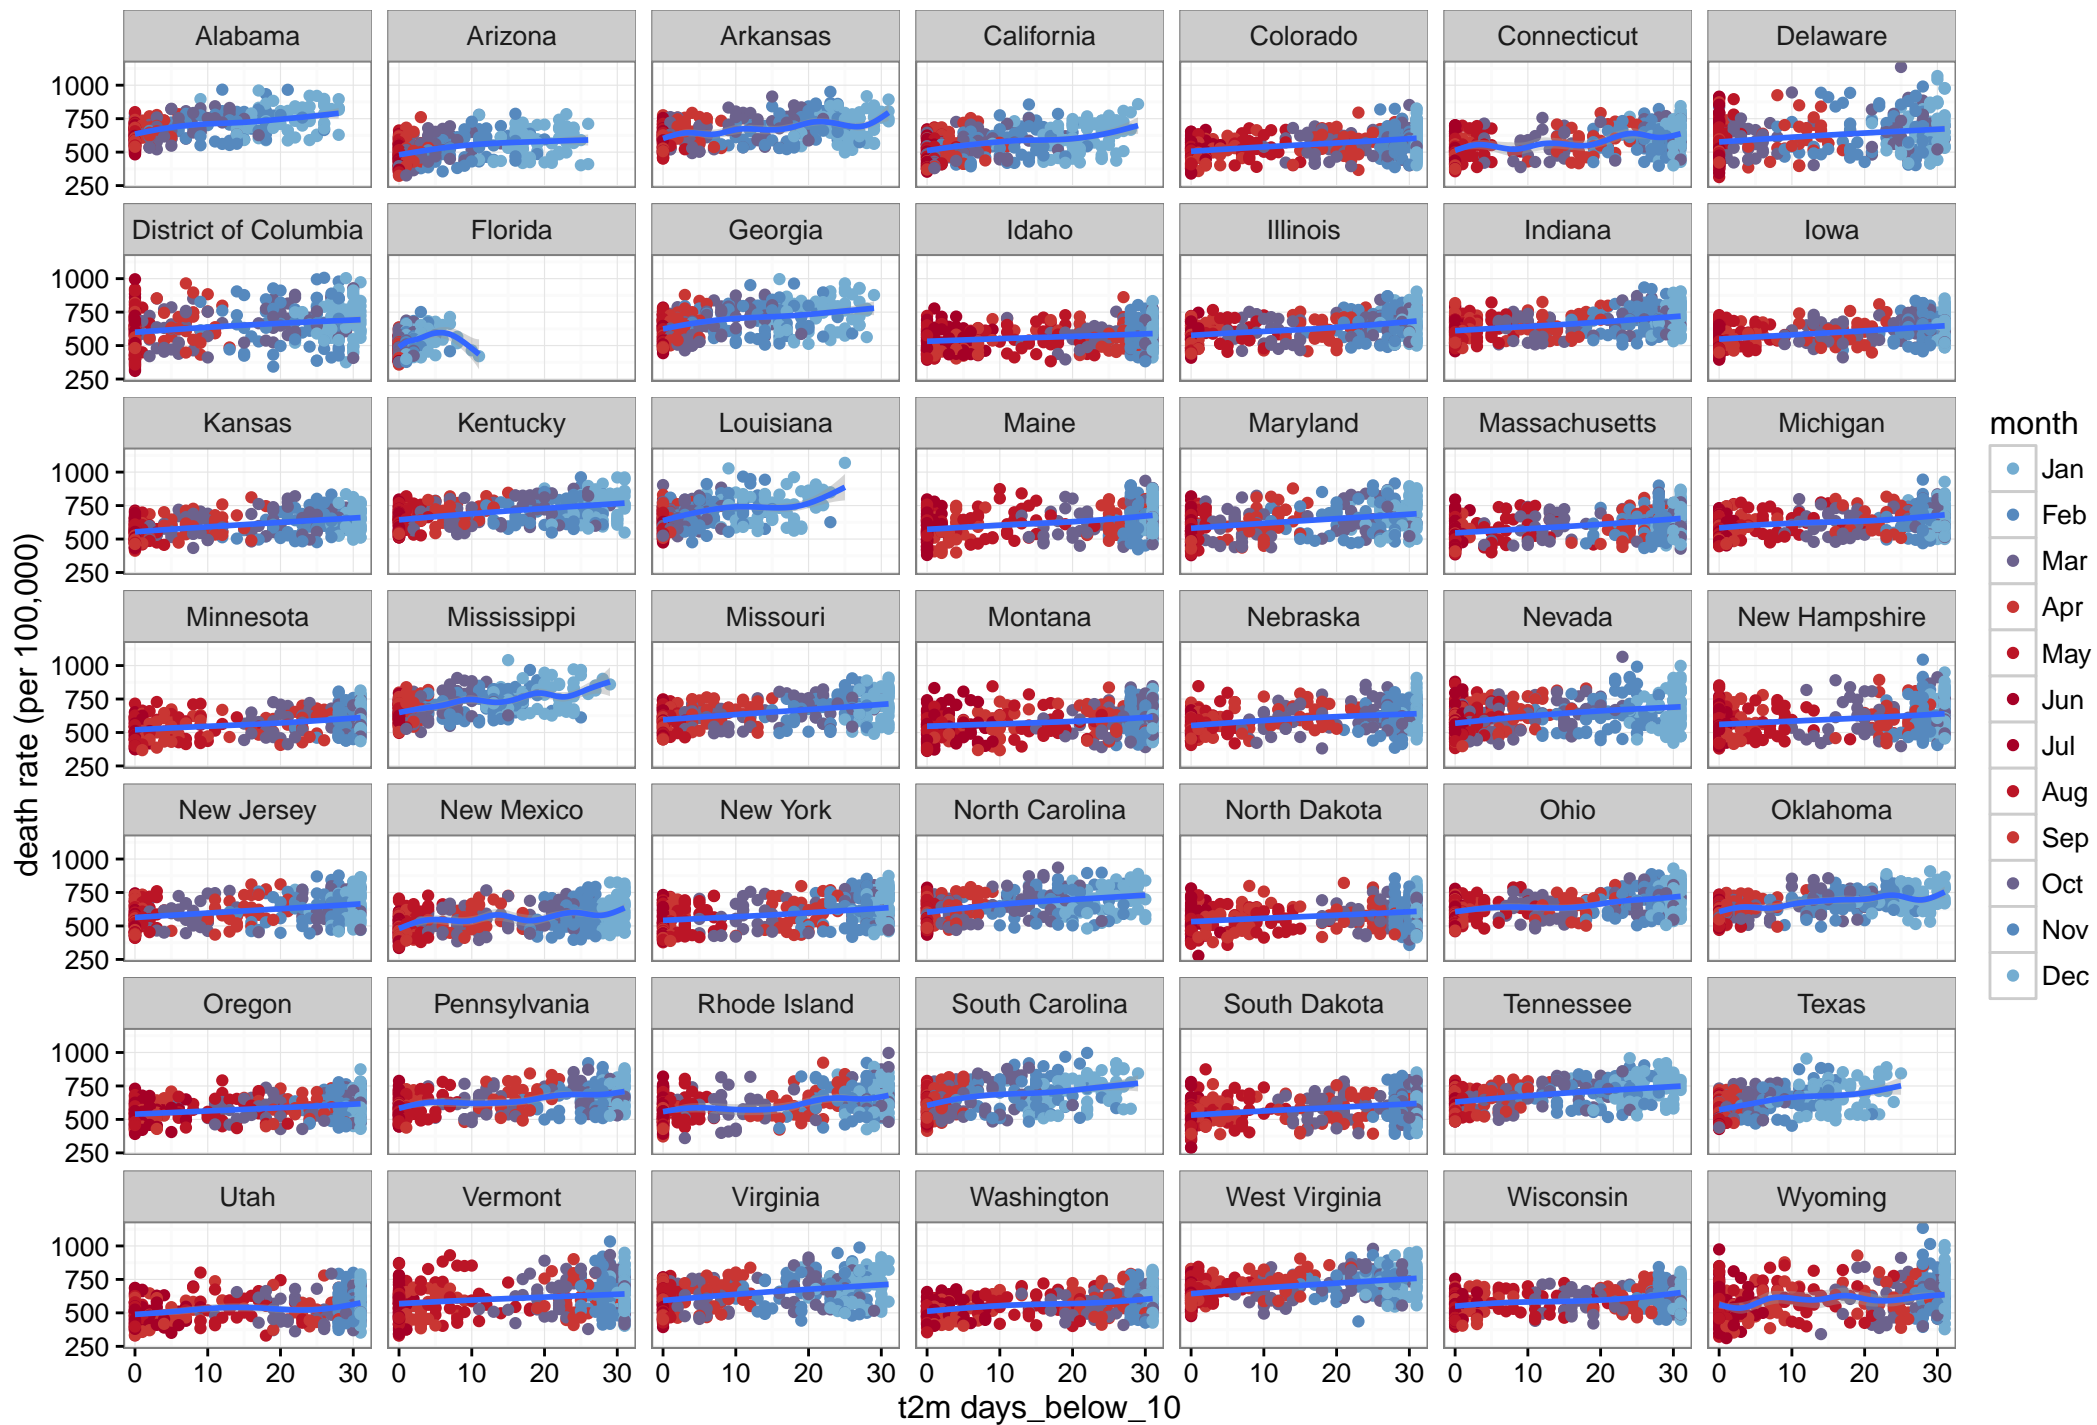 Alabama Arizona Arkansas California Colorado Connecticut Delaware
1000
750
500
250
District of Columbia Florida Georgia Idaho Illinois Indiana Iowa
1000
750
500
250
Kansas Kentucky Louisiana Maine Maryland Massachusetts Michigan
1000
750
500
250
Minnesota Mississippi Missouri Montana Nebraska Nevada New Hampshire
1000
750
500
250
New Jersey New Mexico New York North Carolina North Dakota Ohio Oklahoma
1000
750
500
250
Oregon Pennsylvania Rhode Island South Carolina South Dakota Tennessee Texas
1000
750
500
250
Utah Vermont Virginia Washington West Virginia Wisconsin Wyoming
1000
750
500
250
0 10 20 30 0 10 20 30 0 10 20 30 0 10 20 30 0 10 20 30 0 10 20 30 0 10 20 30
t2m days_below_10
death rate (per 100,000)
month
Jan
Feb
Mar
Apr
May
Jun
Jul
Aug
Sep
Oct
Nov
Dec